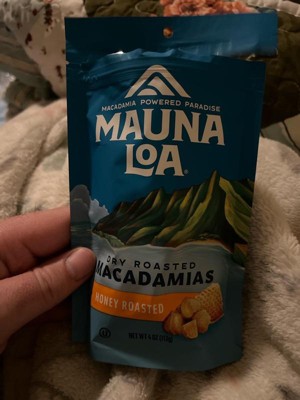 MACADAMIA POWERED PARADISE
MAUNA
LOA®
DRY ROASTED
MACADAMIAS
HONEY ROASTED